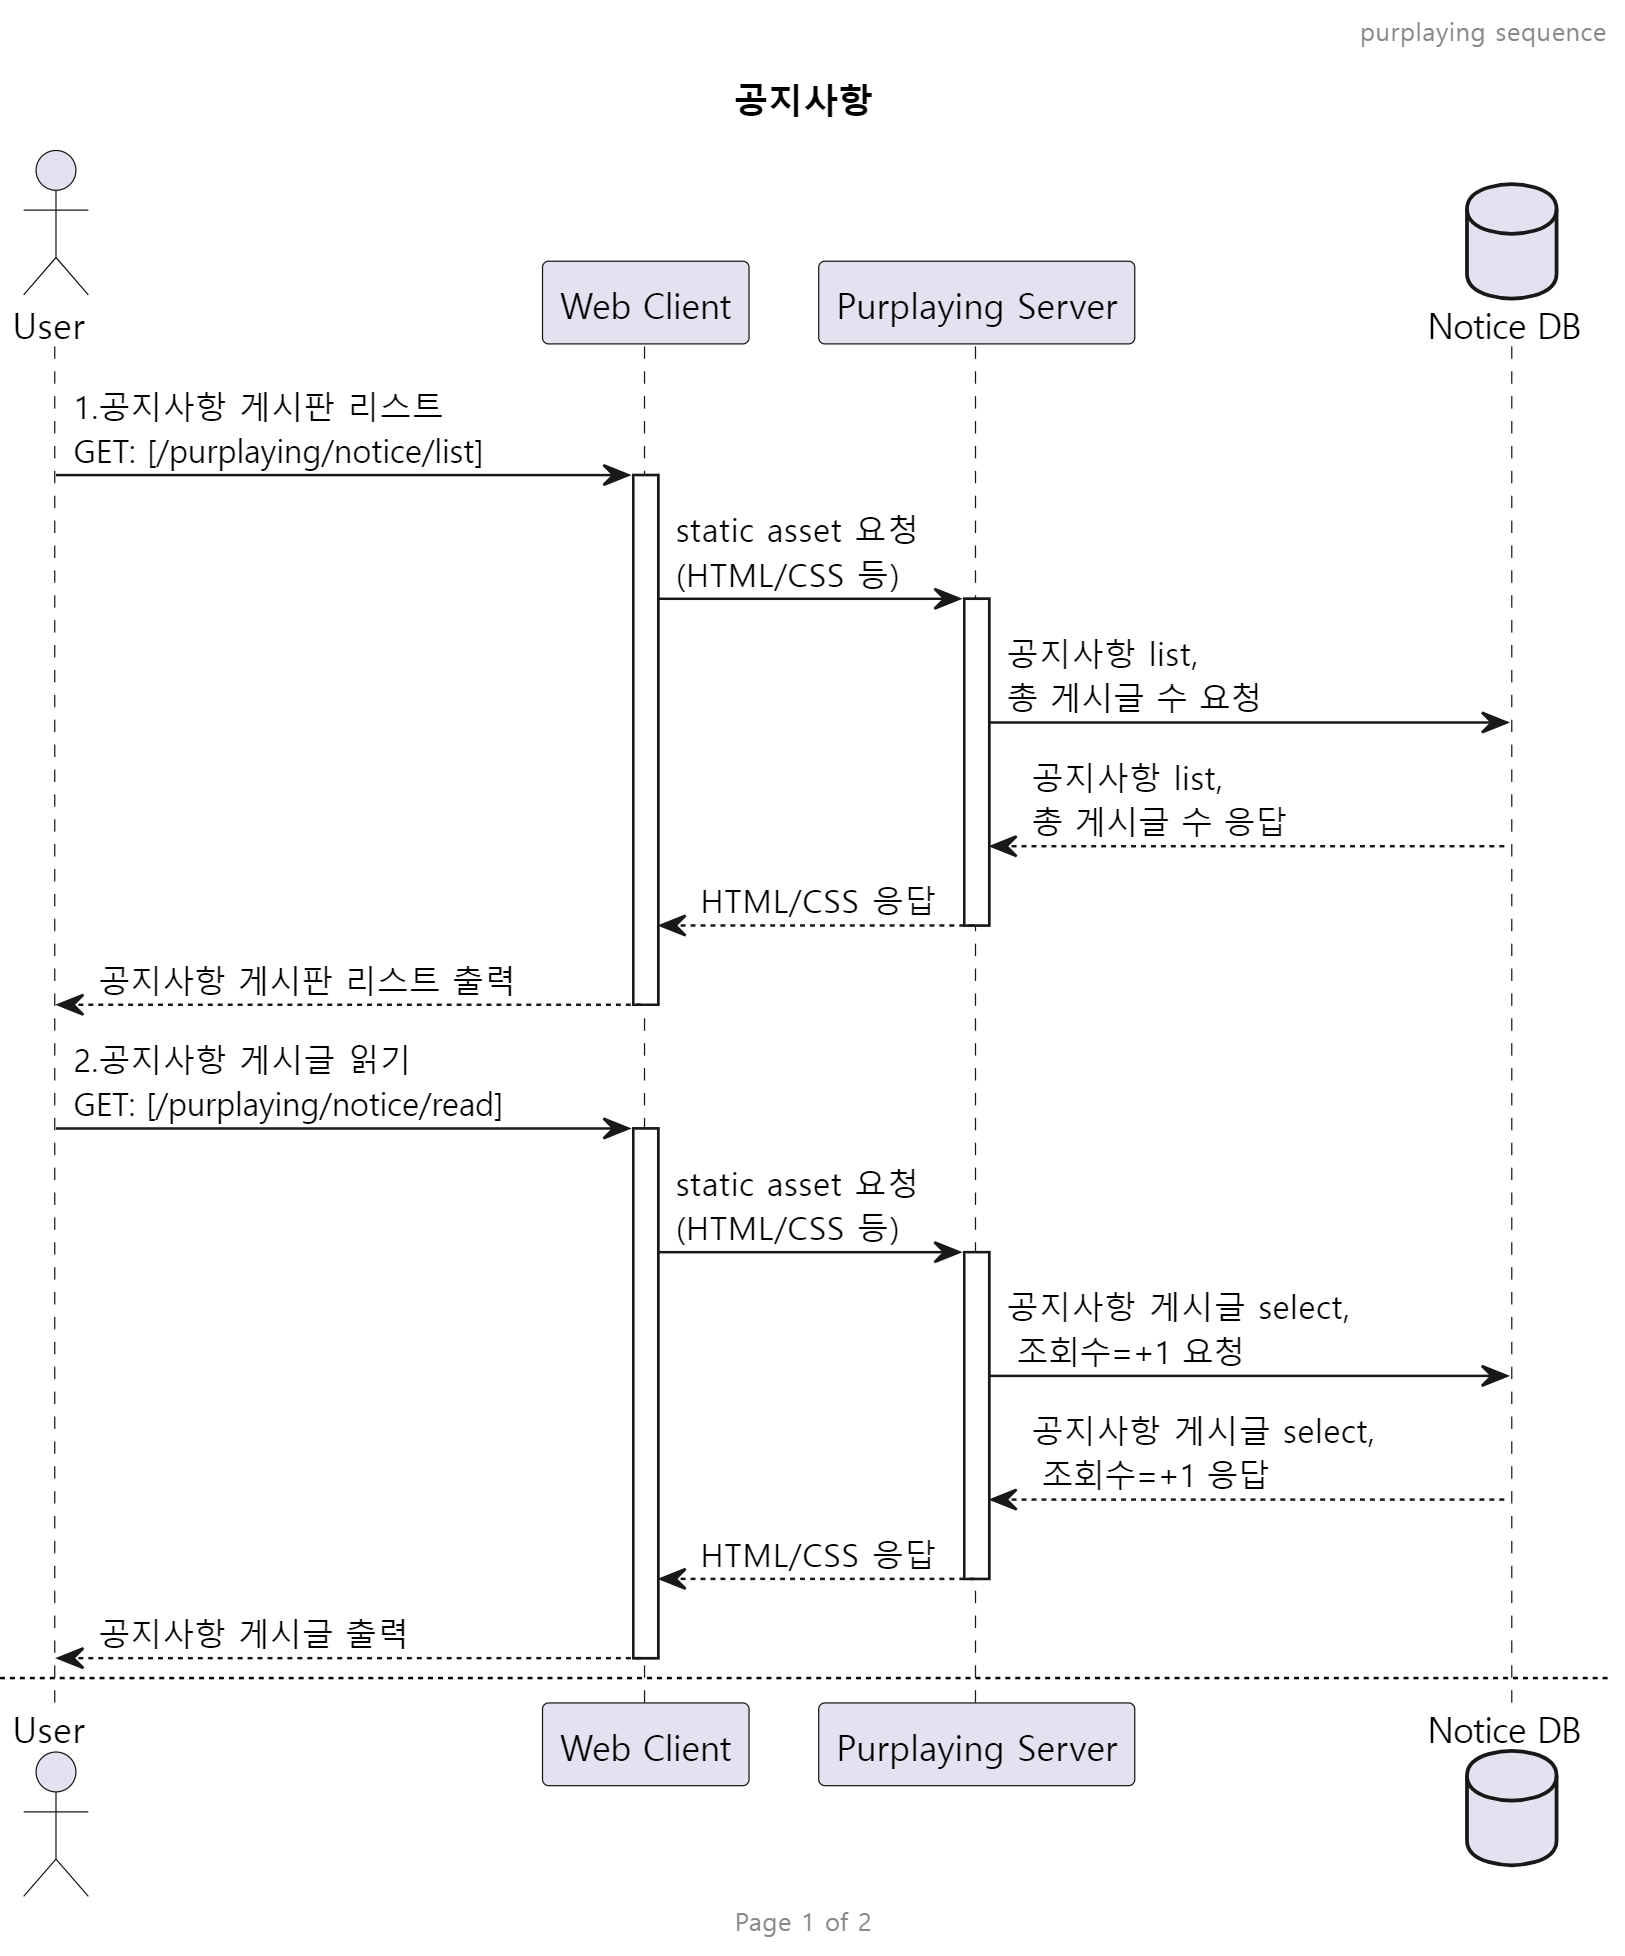 purplaying sequence
공지사항
User
Web Client
Purplaying Server
Notice DB
1.공지사항 게시판 리스트
GET: [/purplaying/notice/list]
static asset 요청
(HTML/CSS 등)
공지사항 list,
총 게시글 수 요청
공지사항 list,
총 게시글 수 응답
HTML/CSS 응답
공지사항 게시판 리스트 출력
2.공지사항 게시글 읽기
GET: [/purplaying/notice/read]
static asset 요청
(HTML/CSS 등)
공지사항 게시글 select,
조회수=+1 요청
공지사항 게시글 select,
조회수=+1 응답
HTML/CSS 응답
공지사항 게시글 출력
User
Web Client
Purplaying Server
Notice DB
Page 1 of 2